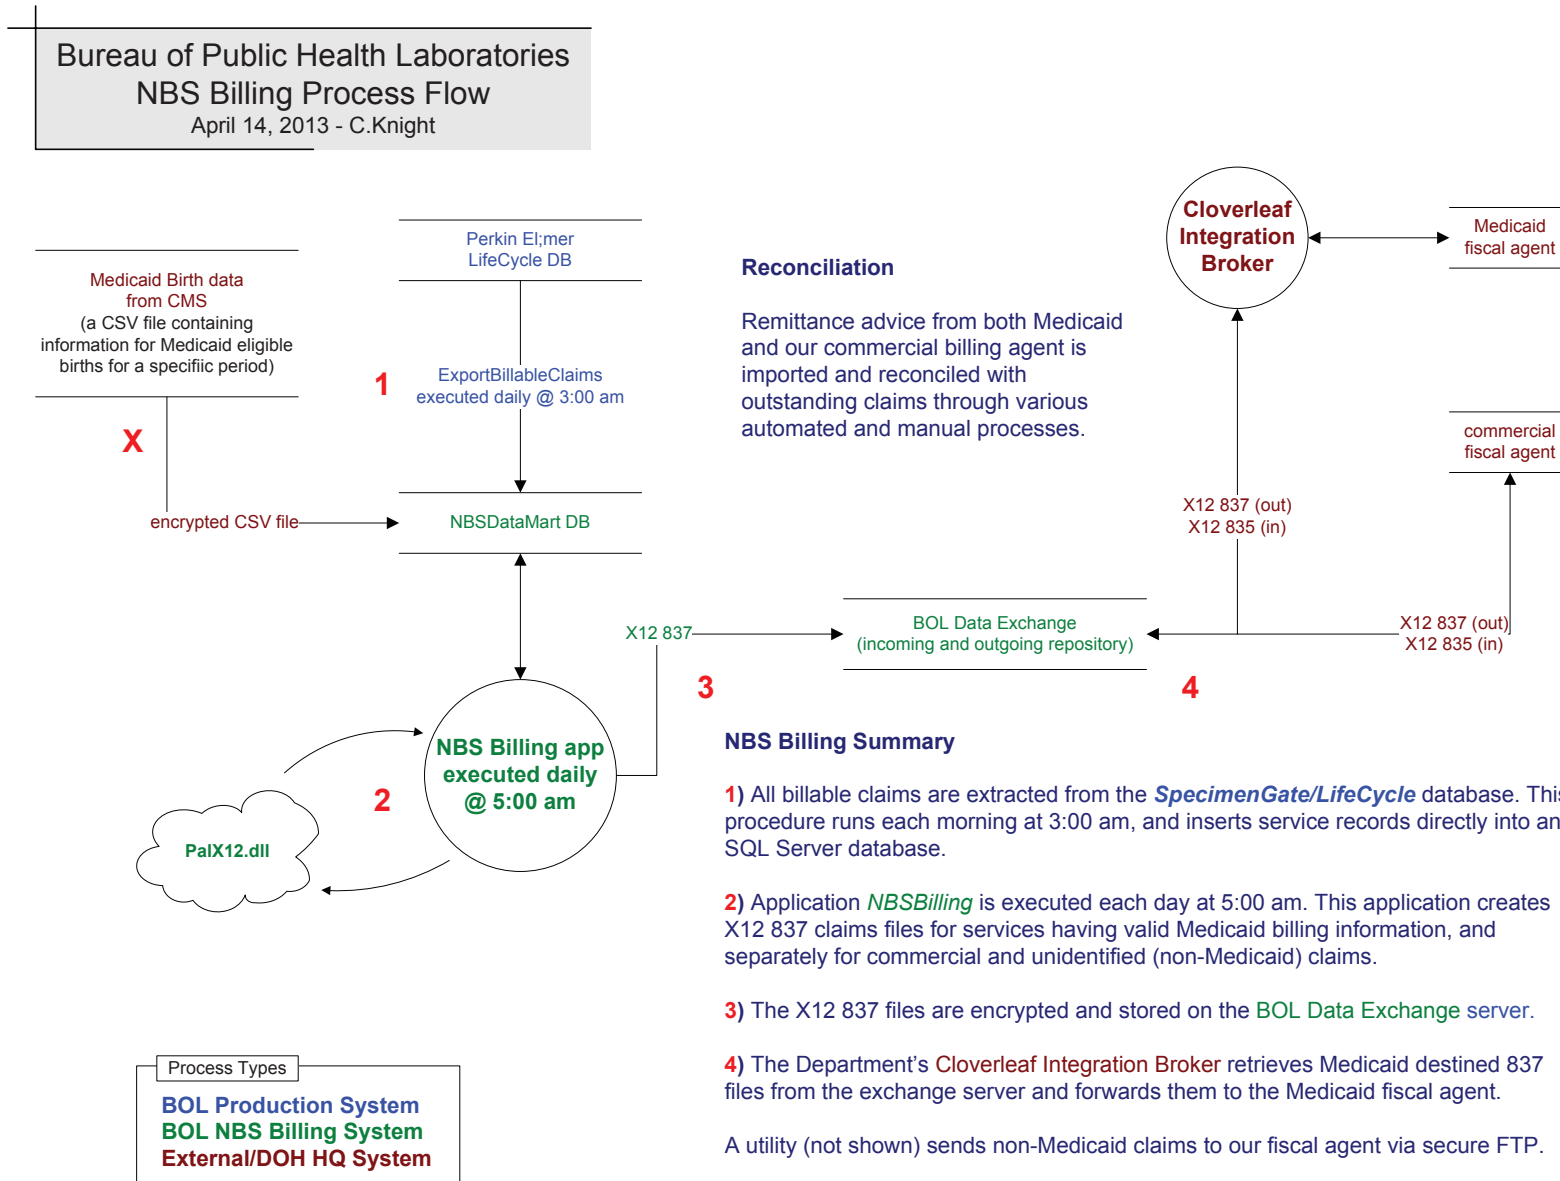 Bureau of Public Health Laboratories
NBS Billing Process Flow
April 14, 2013 - C.Knight
Medicaid Birth data
from CMS
(a CSV file containing
information for Medicaid eligible
births for a specifiic period)
X
encrypted CSV file
Perkin El;mer
LifeCycle DB
1
ExportBillableClaims
executed daily @ 3:00 am
NBSDataMart DB
Reconciliation
Remittance advice from both Medicaid
and our commercial billing agent is
imported and reconciled with
outstanding claims through various
automated and manual processes.
Cloverleaf
Integration
Broker
Medicaid
fiscal agent
commercial
fiscal agent
X12 837 (out)
X12 835 (in)
X12 837
BOL Data Exchange
(incoming and outgoing repository)
X12 837 (out)
X12 835 (in)
3
4
NBS Billing app
executed daily
@ 5:00 am
2
PalX12.dll
NBS Billing Summary
1) All billable claims are extracted from the SpecimenGate/LifeCycle database. This
procedure runs each morning at 3:00 am, and inserts service records directly into an
SQL Server database.
2) Application NBSBilling is executed each day at 5:00 am. This application creates
X12 837 claims files for services having valid Medicaid billing information, and
separately for commercial and unidentified (non-Medicaid) claims.
3) The X12 837 files are encrypted and stored on the BOL Data Exchange server.
4) The Department's Cloverleaf Integration Broker retrieves Medicaid destined 837
files from the exchange server and forwards them to the Medicaid fiscal agent.
A utility (not shown) sends non-Medicaid claims to our fiscal agent via secure FTP.
Process Types
BOL Production System
BOL NBS Billing System
External/DOH HQ System